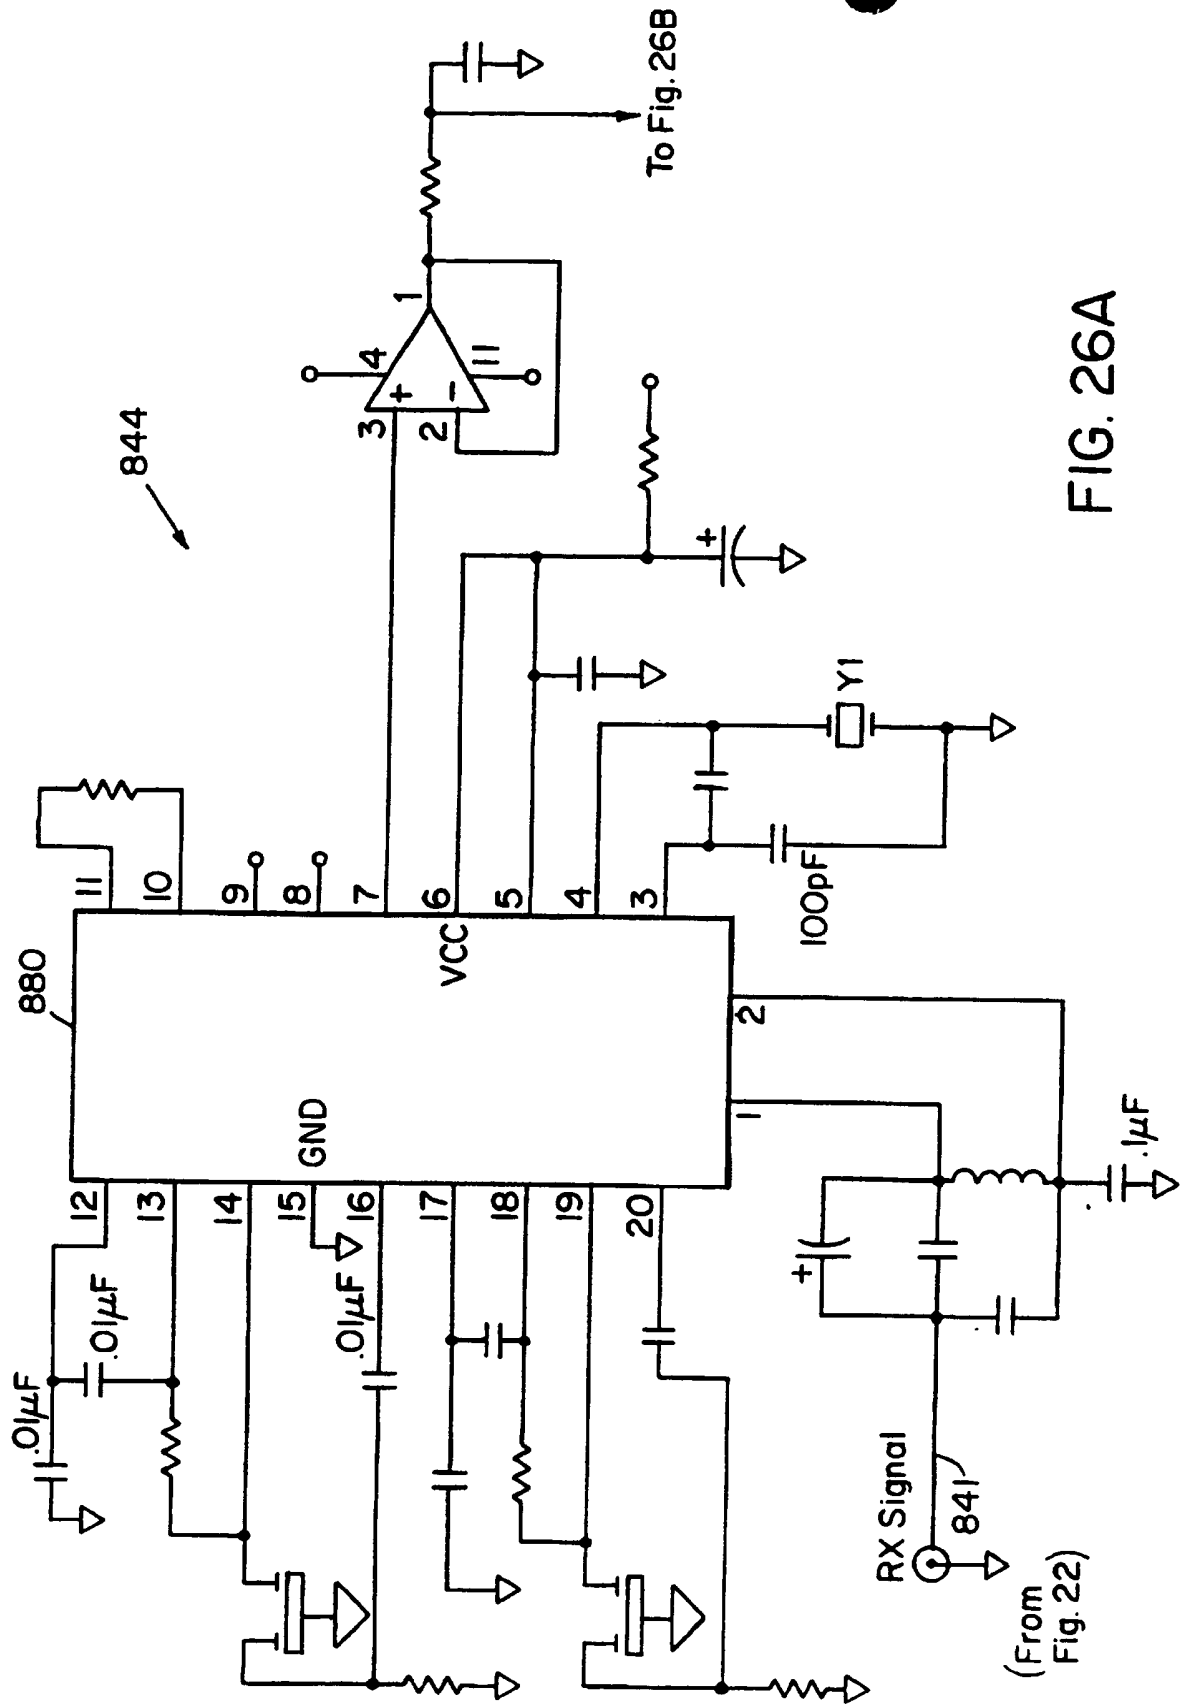 844
880
11
10
9
8
7
6
5
4
3
VCC
GND
12
13
14
15
16
17
18
19
20
1
2
.01μF
.01μF
.01μF
100pF
Y1
3
2
+
−
4
11
1
To Fig. 26B
+
+
.1μF
RX Signal
841
(From
Fig. 22)
FIG. 26A